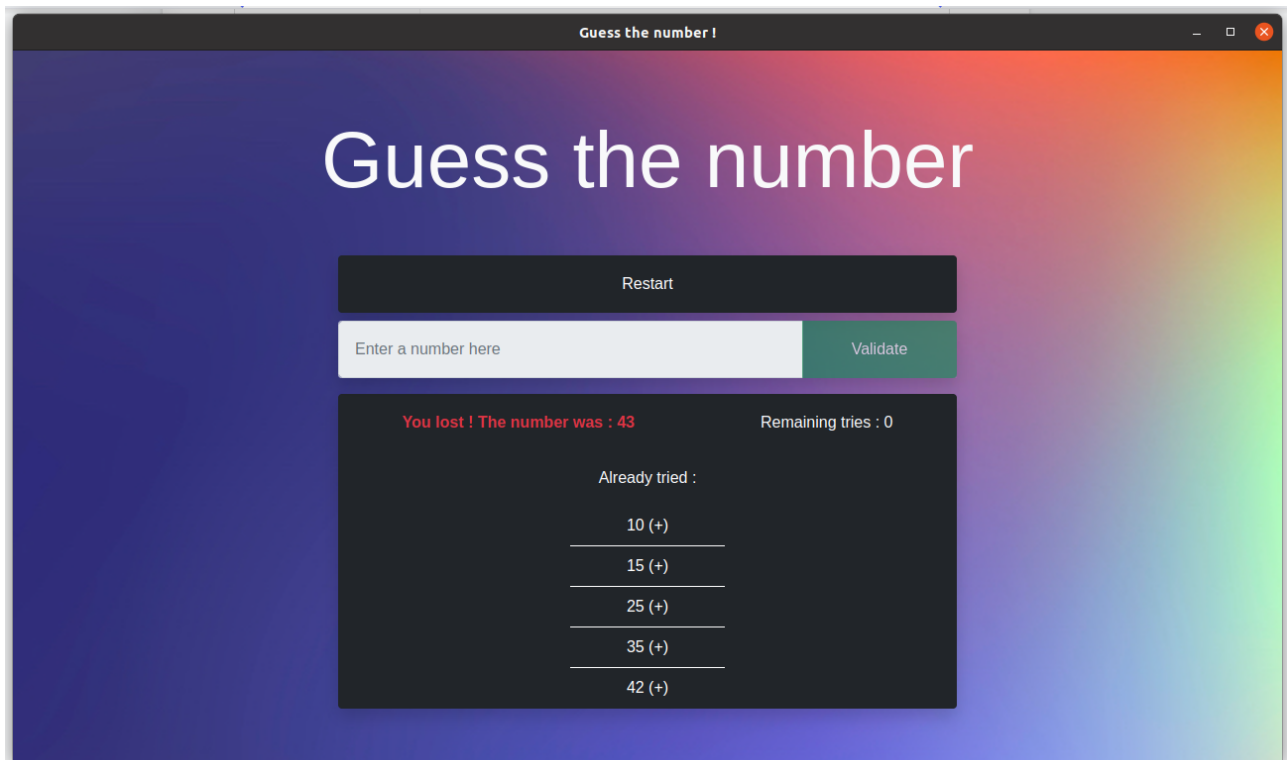 Guess the number !
Guess the number
Restart
Enter a number here
Validate
You lost ! The number was : 43
Remaining tries : 0
Already tried :
10 (+)
15 (+)
25 (+)
35 (+)
42 (+)